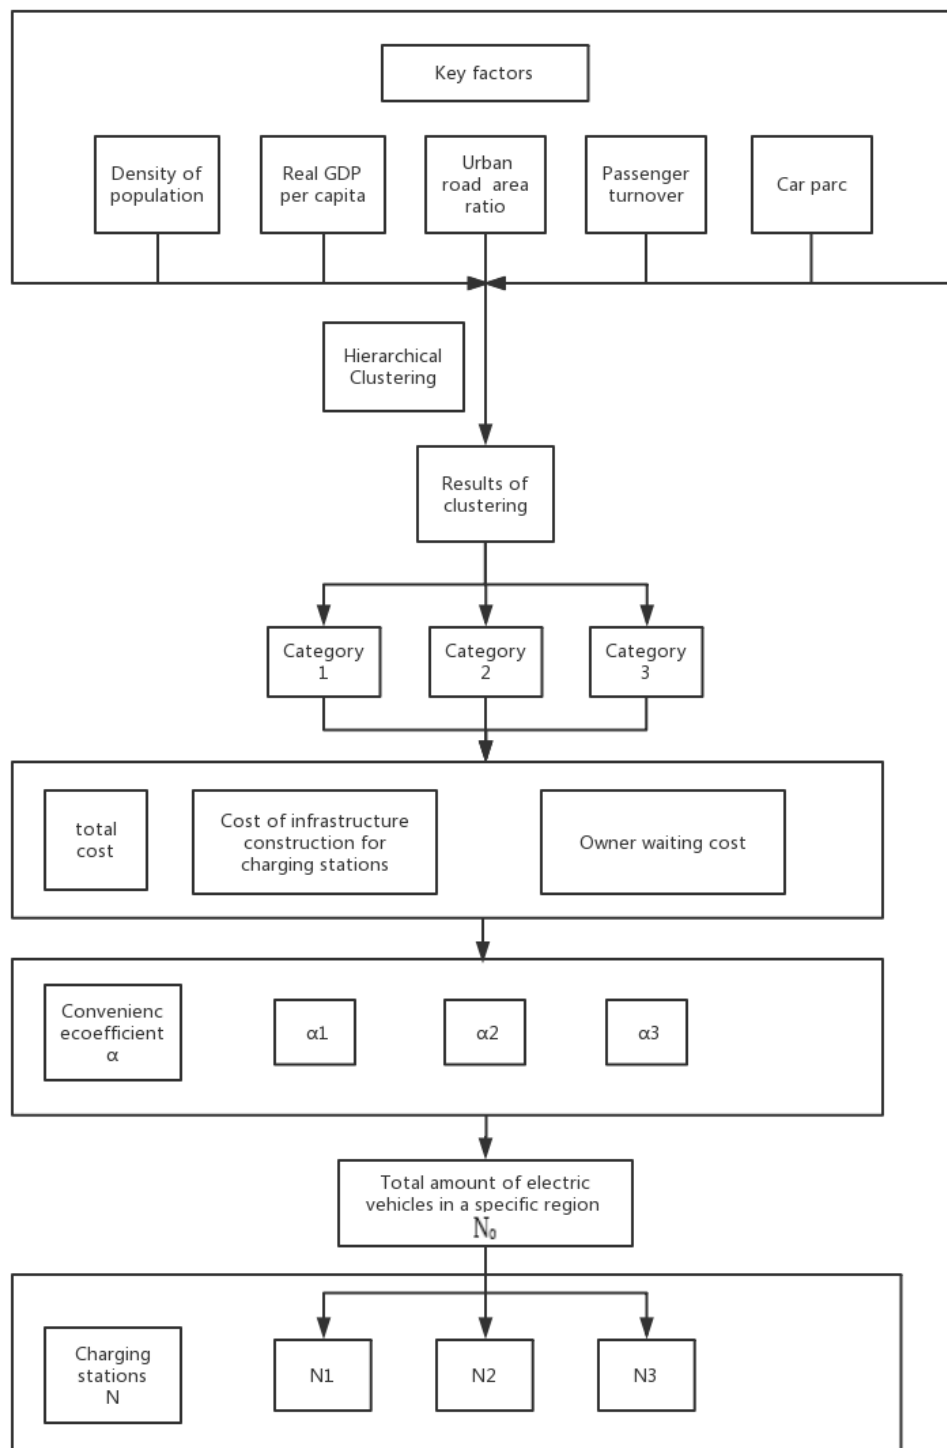 Key factors
Density of
population
Real GDP
per capita
Urban
road area
ratio
Passenger
turnover
Car parc
Hierarchical
Clustering
Results of
clustering
Category
1
Category
2
Category
3
total
cost
Cost of infrastructure
construction for
charging stations
Owner waiting cost
Convenienc
ecoefficient
α
α1
α2
α3
Total amount of electric
vehicles in a specific region
N₀
Charging
stations
N
N1
N2
N3